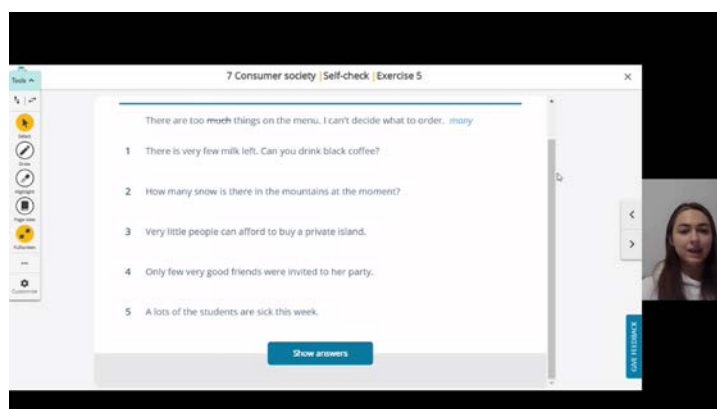 7 Consumer society | Self-check | Exercise 5
Tools
There are too much things on the menu. I can't decide what to order. many
1 There is very few milk left. Can you drink black coffee?
2 How many snow is there in the mountains at the moment?
3 Very little people can afford to buy a private island.
4 Only few very good friends were invited to her party.
5 A lots of the students are sick this week.
Show answers
Select
Draw
Highlight
Page view
Fullscreen
Customize
GIVE FEEDBACK